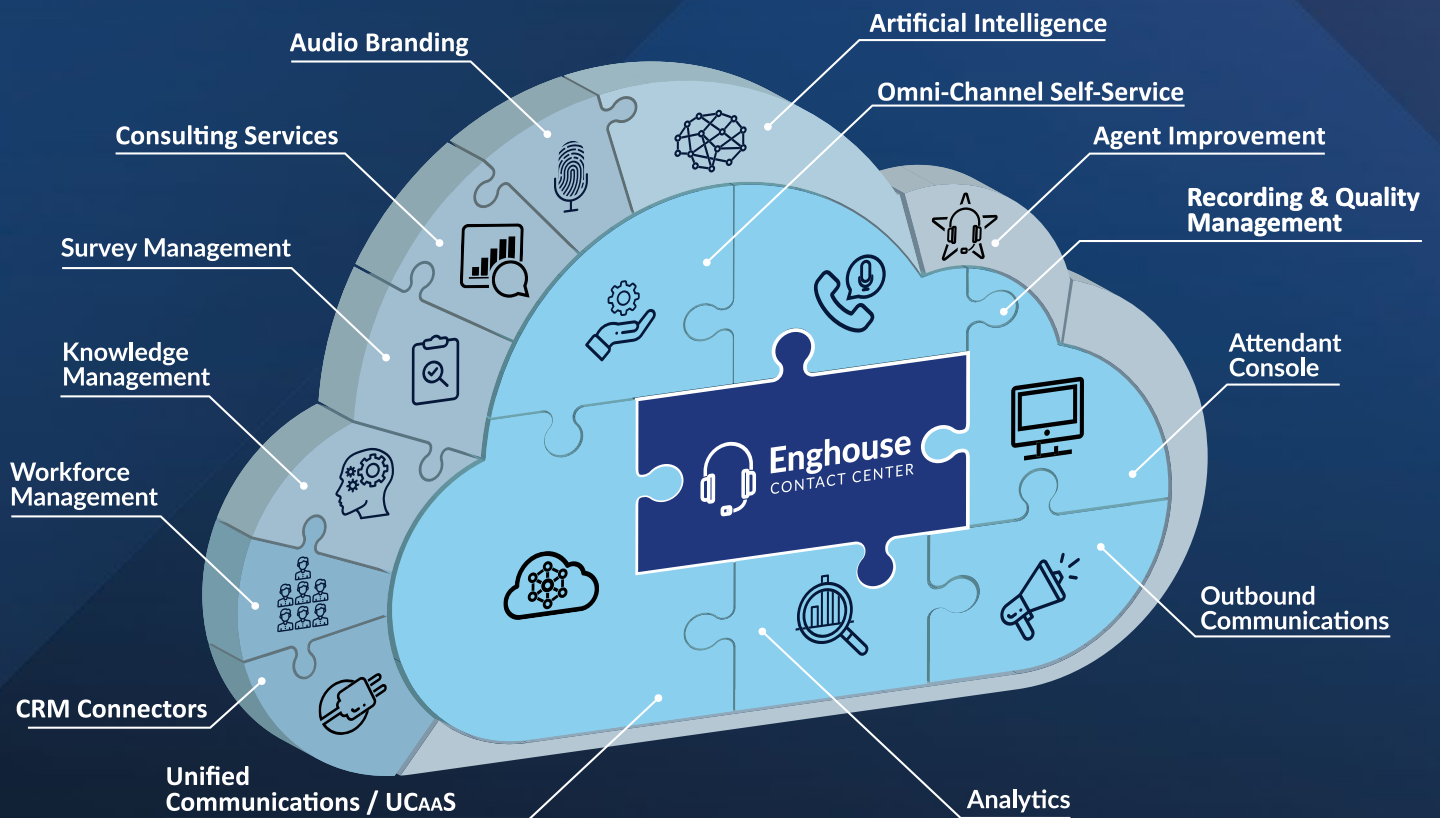 Artificial Intelligence
Audio Branding
Omni-Channel Self-Service
Consulting Services
Agent Improvement
Recording & Quality
Management
Survey Management
Knowledge
Management
Attendant
Console
Enghouse
CONTACT CENTER
Workforce
Management
Outbound
Communications
CRM Connectors
Unified
Communications / UCAAS
Analytics